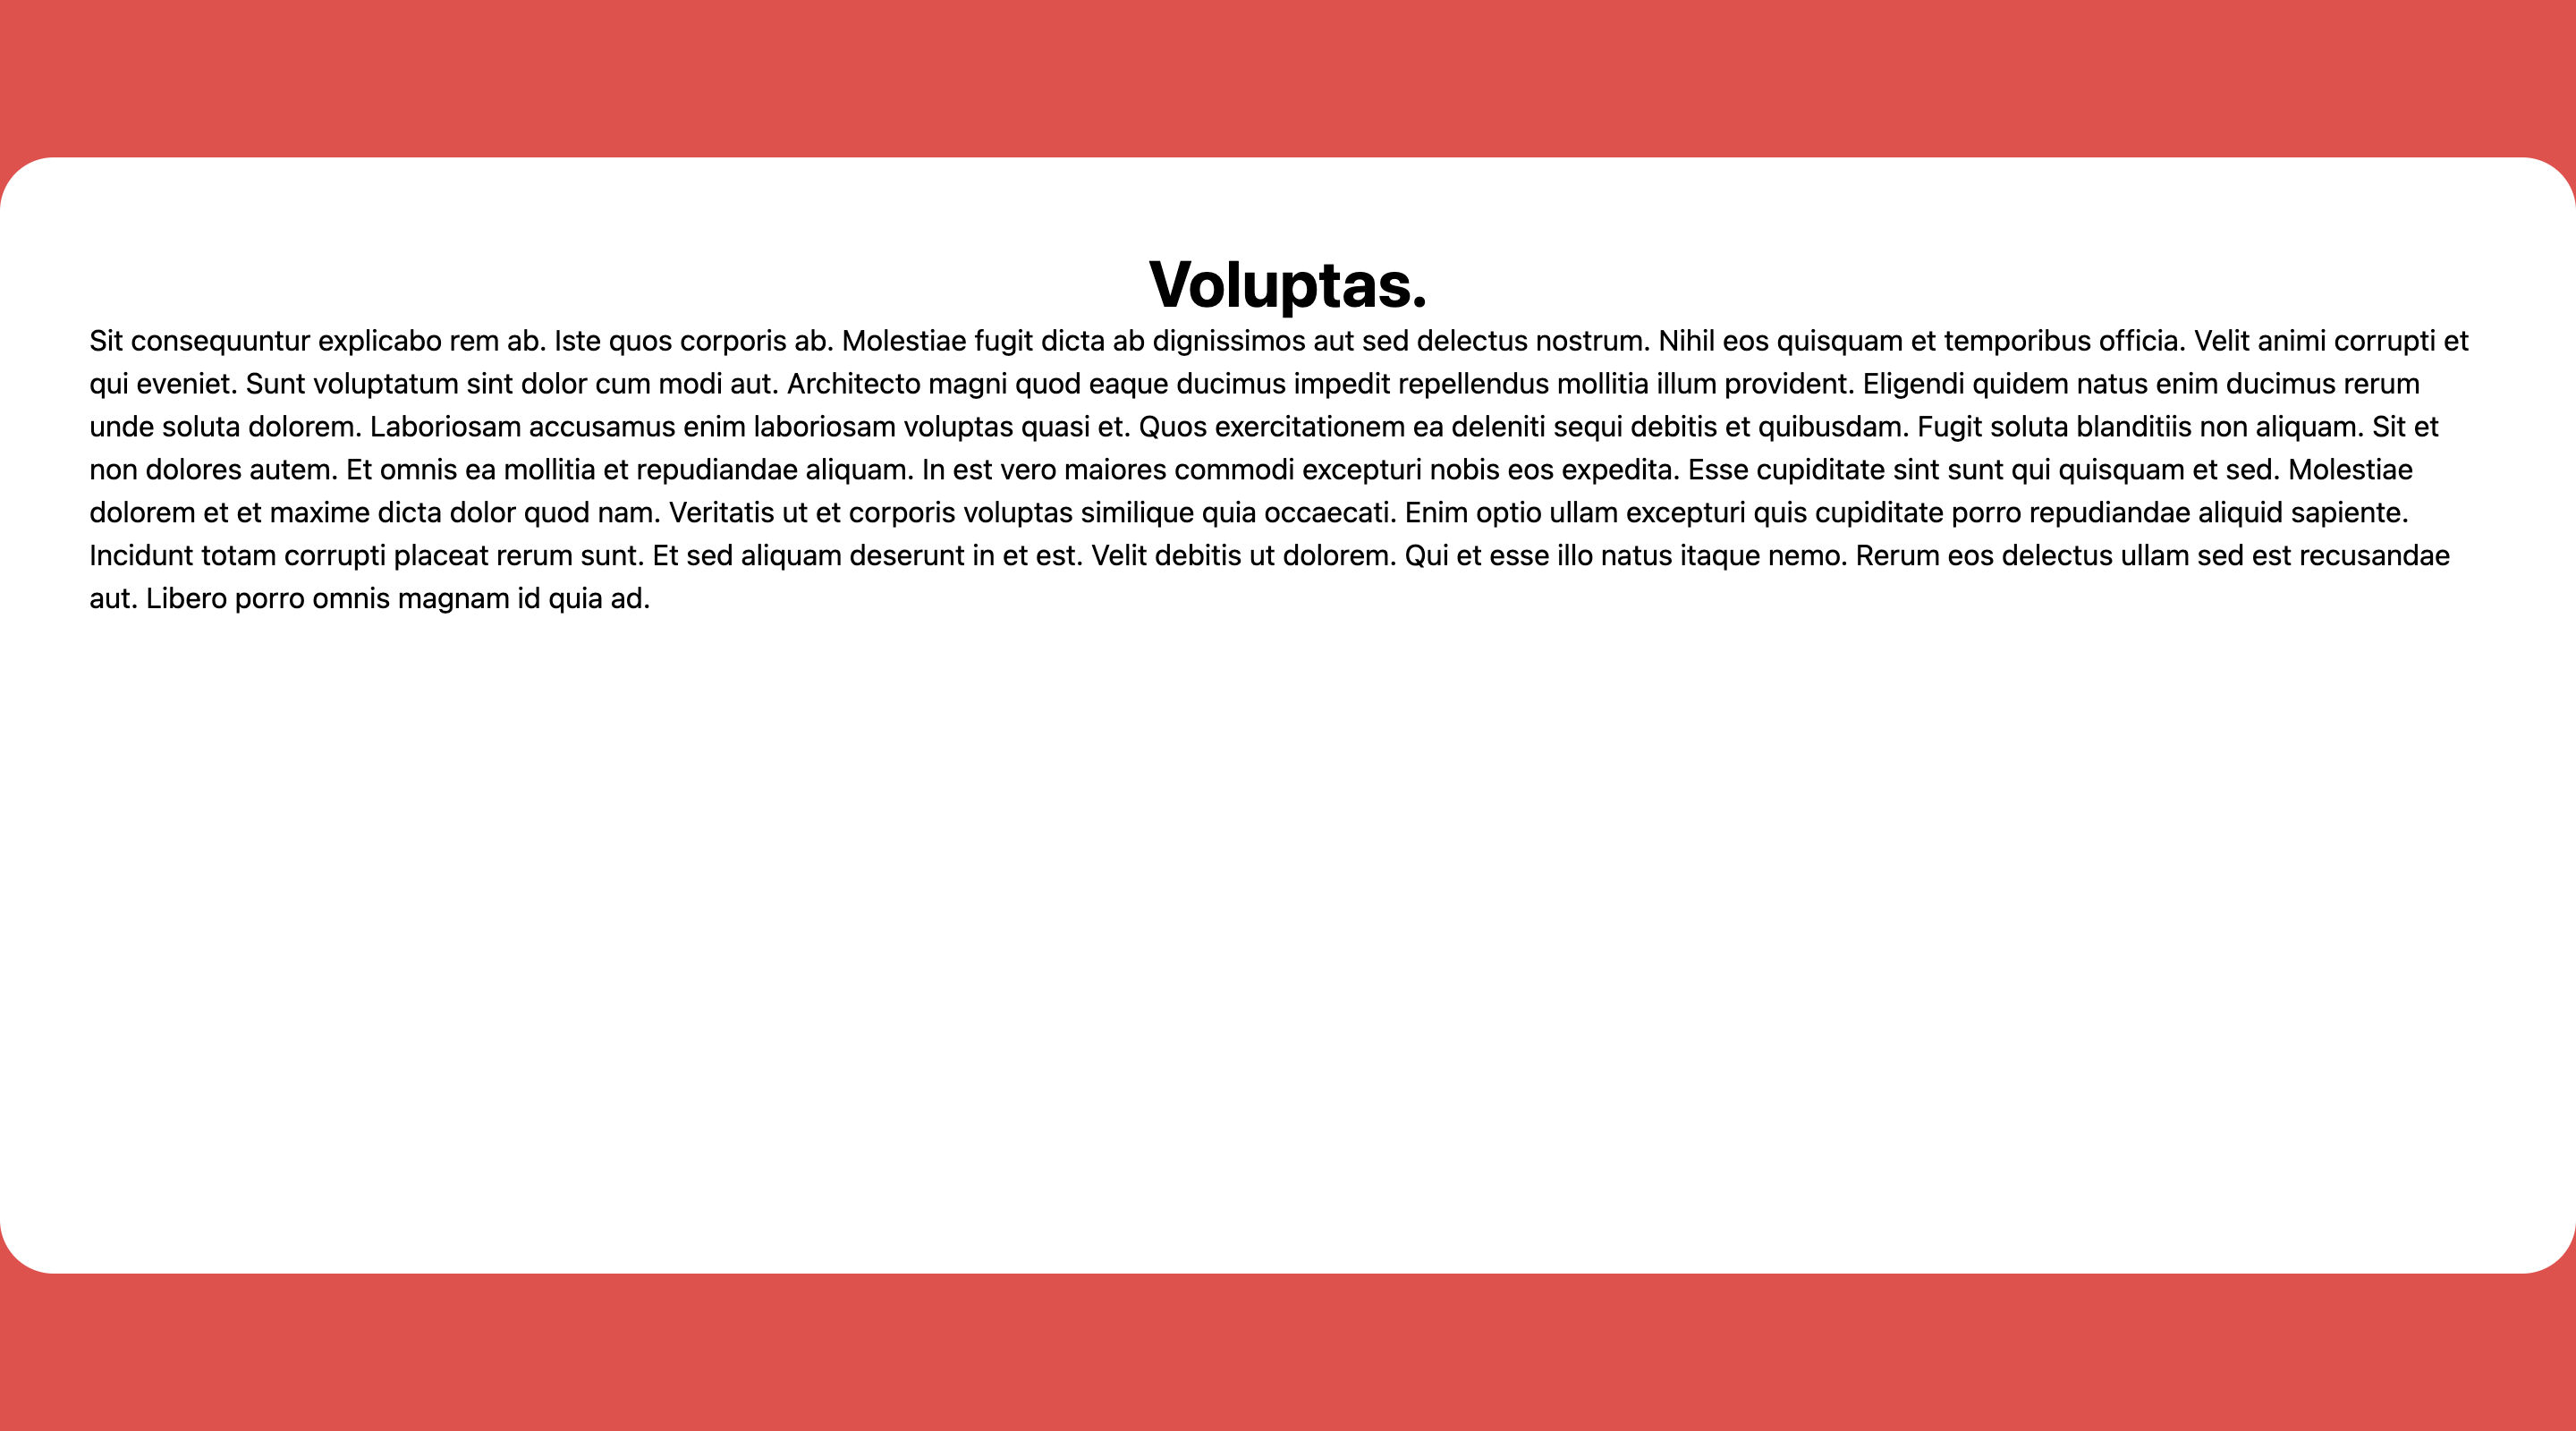 Voluptas.
Sit consequuntur explicabo rem ab. Iste quos corporis ab. Molestiae fugit dicta ab dignissimos aut sed delectus nostrum. Nihil eos quisquam et temporibus officia. Velit animi corrupti et
qui eveniet. Sunt voluptatum sint dolor cum modi aut. Architecto magni quod eaque ducimus impedit repellendus mollitia illum provident. Eligendi quidem natus enim ducimus rerum
unde soluta dolorem. Laboriosam accusamus enim laboriosam voluptas quasi et. Quos exercitationem ea deleniti sequi debitis et quibusdam. Fugit soluta blanditiis non aliquam. Sit et
non dolores autem. Et omnis ea mollitia et repudiandae aliquam. In est vero maiores commodi excepturi nobis eos expedita. Esse cupiditate sint sunt qui quisquam et sed. Molestiae
dolorem et et maxime dicta dolor quod nam. Veritatis ut et corporis voluptas similique quia occaecati. Enim optio ullam excepturi quis cupiditate porro repudiandae aliquid sapiente.
Incidunt totam corrupti placeat rerum sunt. Et sed aliquam deserunt in et est. Velit debitis ut dolorem. Qui et esse illo natus itaque nemo. Rerum eos delectus ullam sed est recusandae
aut. Libero porro omnis magnam id quia ad.